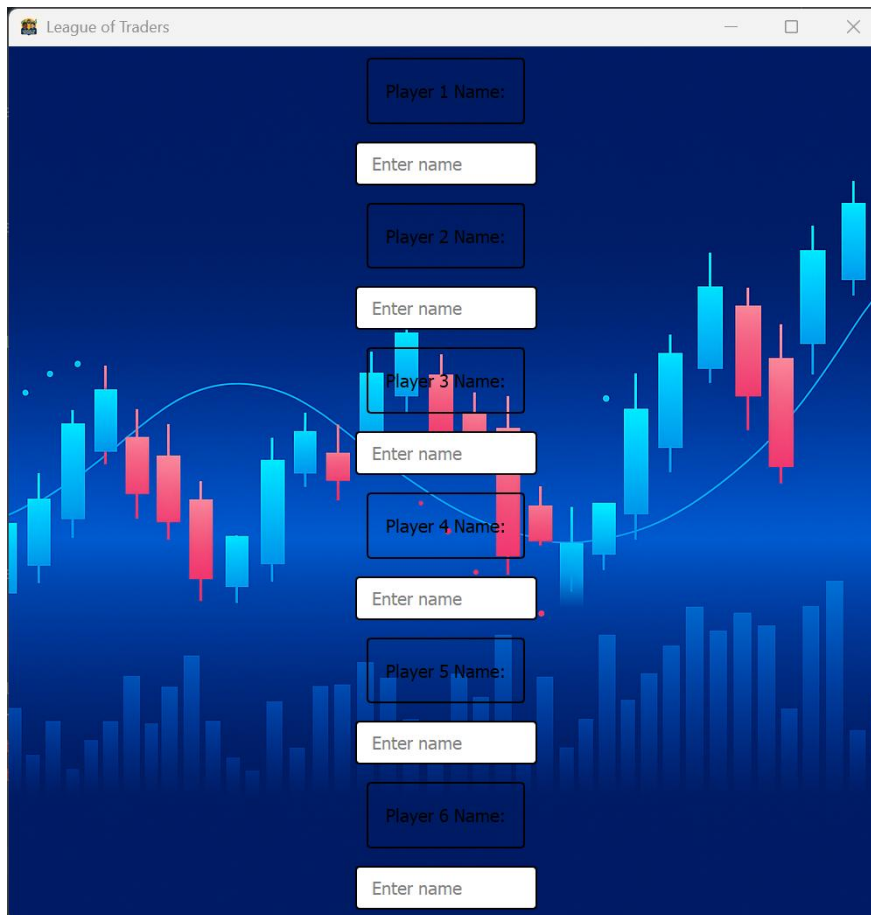 League of Traders
Player 1 Name:
Enter name
Player 2 Name:
Enter name
Player 3 Name:
Enter name
Player 4 Name:
Enter name
Player 5 Name:
Enter name
Player 6 Name:
Enter name